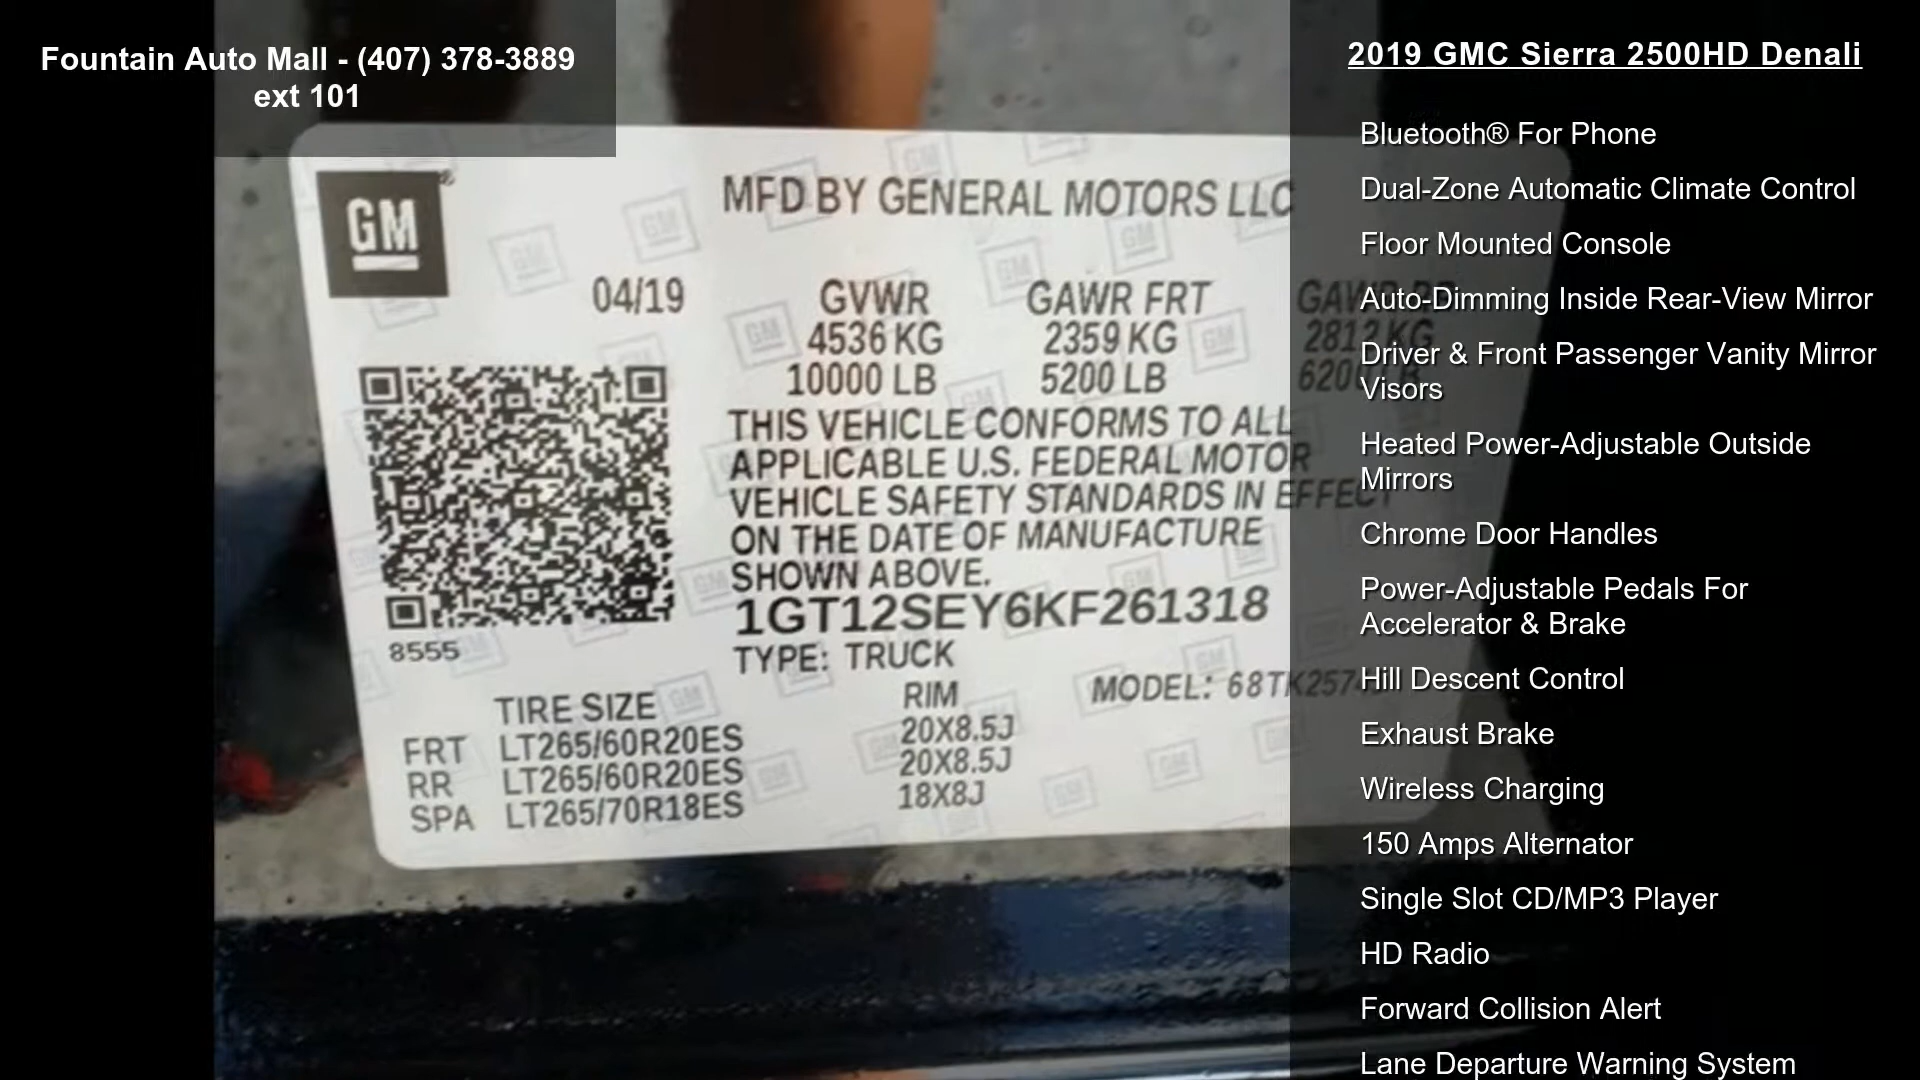 Fountain Auto Mall - (407) 378-3889
ext 101
GM
MFD BY GENERAL MOTORS LLC
04/19
GVWR
4536 KG
10000 LB
GAWR FRT
2359 KG
5200 LB
2812 KG
THIS VEHICLE CONFORMS TO ALL
APPLICABLE U.S. FEDERAL MOTOR
VEHICLE SAFETY STANDARDS IN EFFECT
ON THE DATE OF MANUFACTURE
SHOWN ABOVE.
1GT12SEY6KF261318
TYPE: TRUCK
8555
TIRE SIZE
RIM
MODEL:
FRT LT265/60R20ES 20X8.5J
RR LT265/60R20ES 20X8.5J
SPA LT265/70R18ES 18X8J
2019 GMC Sierra 2500HD Denali
Bluetooth® For Phone
Dual-Zone Automatic Climate Control
Floor Mounted Console
Auto-Dimming Inside Rear-View Mirror
Driver & Front Passenger Vanity Mirror
Visors
Heated Power-Adjustable Outside
Mirrors
Chrome Door Handles
Power-Adjustable Pedals For
Accelerator & Brake
Hill Descent Control
Exhaust Brake
Wireless Charging
150 Amps Alternator
Single Slot CD/MP3 Player
HD Radio
Forward Collision Alert
Lane Departure Warning System